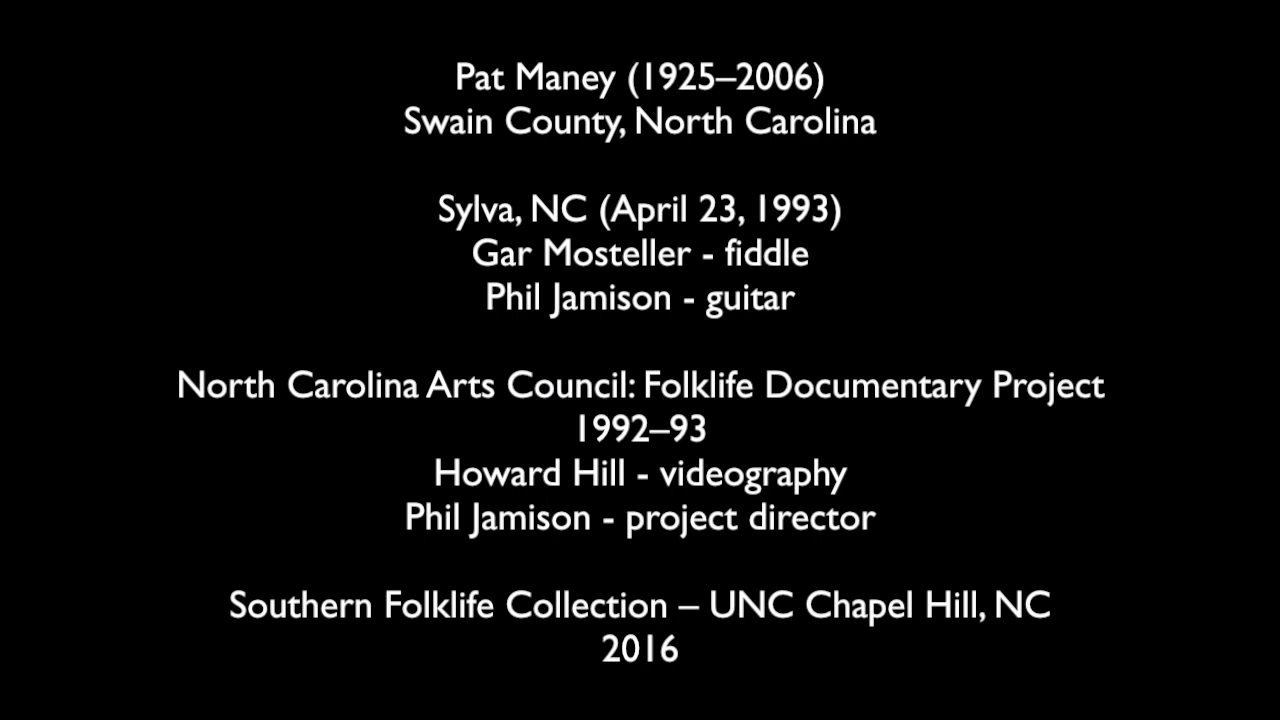 Pat Maney (1925–2006)
Swain County, North Carolina
Sylva, NC (April 23, 1993)
Gar Mosteller - fiddle
Phil Jamison - guitar
North Carolina Arts Council: Folklife Documentary Project
1992–93
Howard Hill - videography
Phil Jamison - project director
Southern Folklife Collection – UNC Chapel Hill, NC
2016